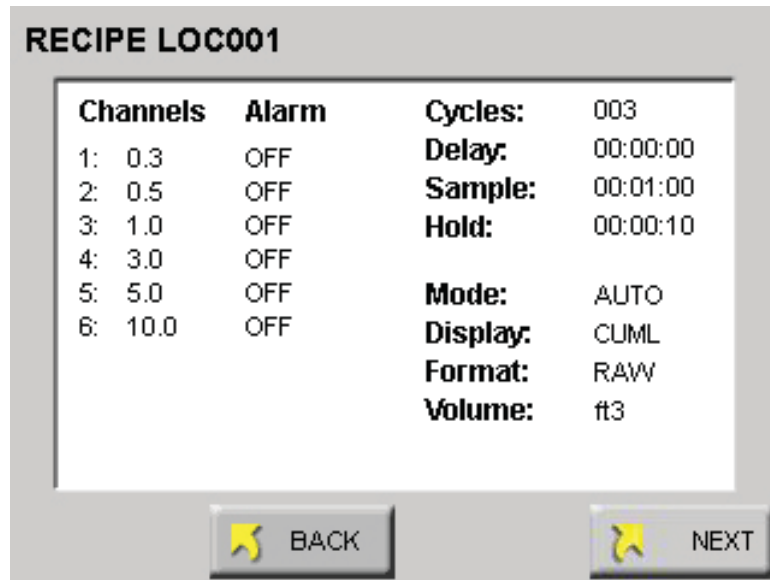 RECIPE LOC001
Channels Alarm
1: 0.3 OFF
2: 0.5 OFF
3: 1.0 OFF
4: 3.0 OFF
5: 5.0 OFF
6: 10.0 OFF
Cycles: 003
Delay: 00:00:00
Sample: 00:01:00
Hold: 00:00:10
Mode: AUTO
Display: CUML
Format: RAW
Volume: ft3
BACK
NEXT